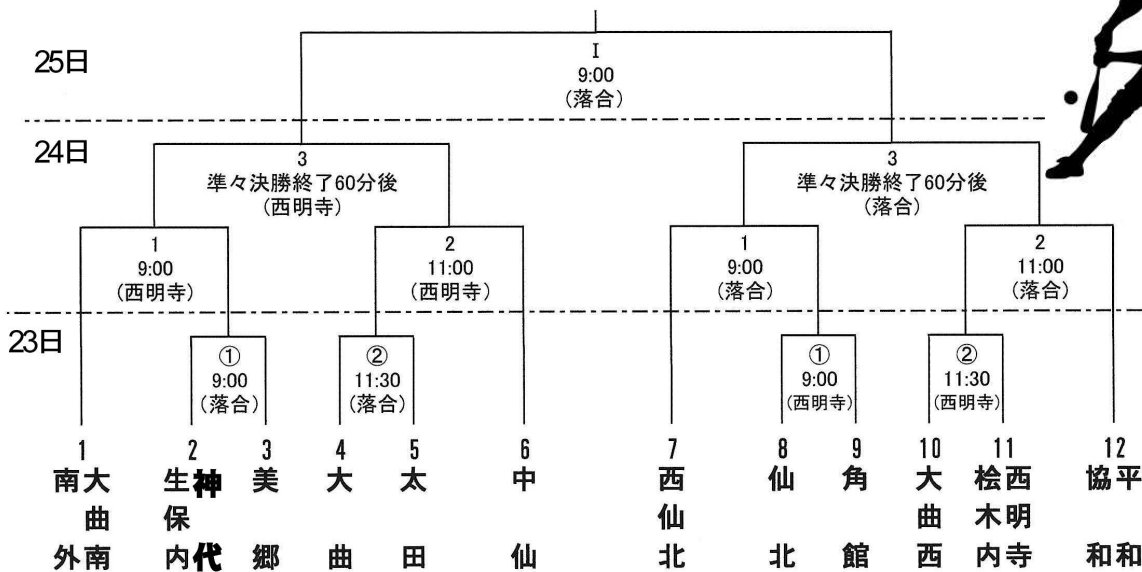 25日
I
9:00
(落合)
24日
3
準々決勝終了60分後
(西明寺)
3
準々決勝終了60分後
(落合)
1
9:00
(西明寺)
2
11:00
(西明寺)
1
9:00
(落合)
2
11:00
(落合)
23日
①
9:00
(落合)
②
11:30
(落合)
①
9:00
(西明寺)
②
11:30
(西明寺)
1
南外
大曲南
2
生保内
神代
3
美郷
4
大曲
5
太田
6
中仙
7
西仙北
8
仙北
9
角館
10
大曲西
11
桧木内
西明寺
12
協和
平和